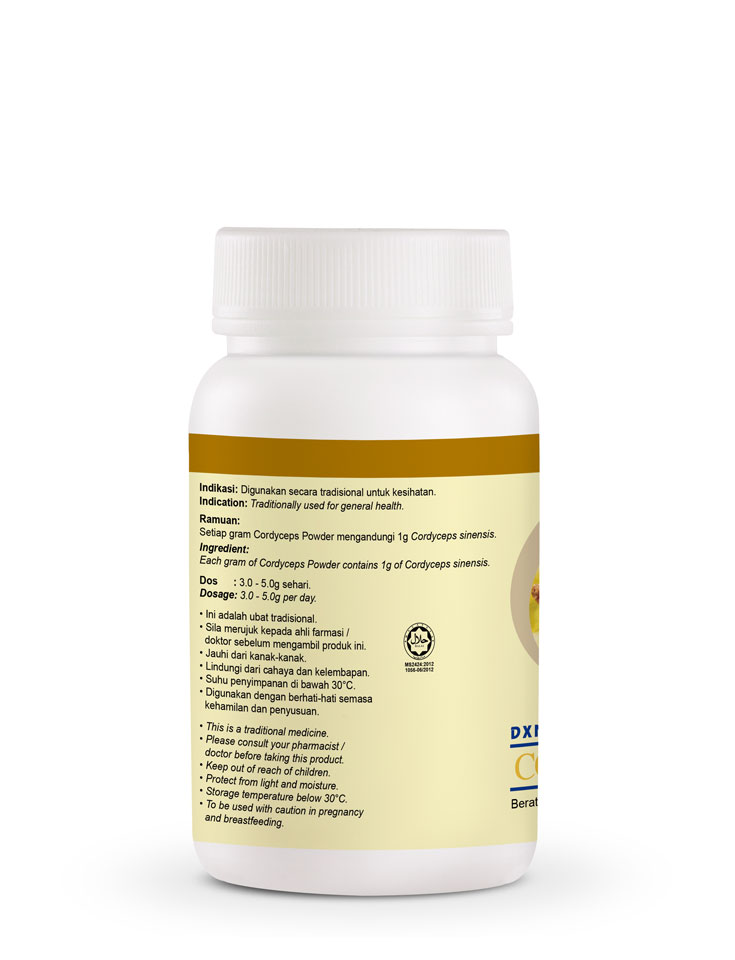 Indikasi: Digunakan secara tradisional untuk kesihatan.
Indication: Traditionally used for general health.
Ramuan:
Setiap gram Cordyceps Powder mengandungi 1g Cordyceps sinensis.
Ingredient:
Each gram of Cordyceps Powder contains 1g of Cordyceps sinensis.
Dos : 3.0 - 5.0g sehari.
Dosage: 3.0 - 5.0g per day.
• Ini adalah ubat tradisional.
• Sila merujuk kepada ahli farmasi /
doktor sebelum mengambil produk ini.
• Jauhi dari kanak-kanak.
• Lindungi dari cahaya dan kelembapan.
• Suhu penyimpanan di bawah 30°C.
• Digunakan dengan berhati-hati semasa
kehamilan dan penyusuan.
حلال
MS2424:2012
1056-06/2012
• This is a traditional medicine.
• Please consult your pharmacist /
doctor before taking this product.
• Keep out of reach of children.
• Protect from light and moisture.
• Storage temperature below 30°C.
• To be used with caution in pregnancy
and breastfeeding.
DXN
Berat